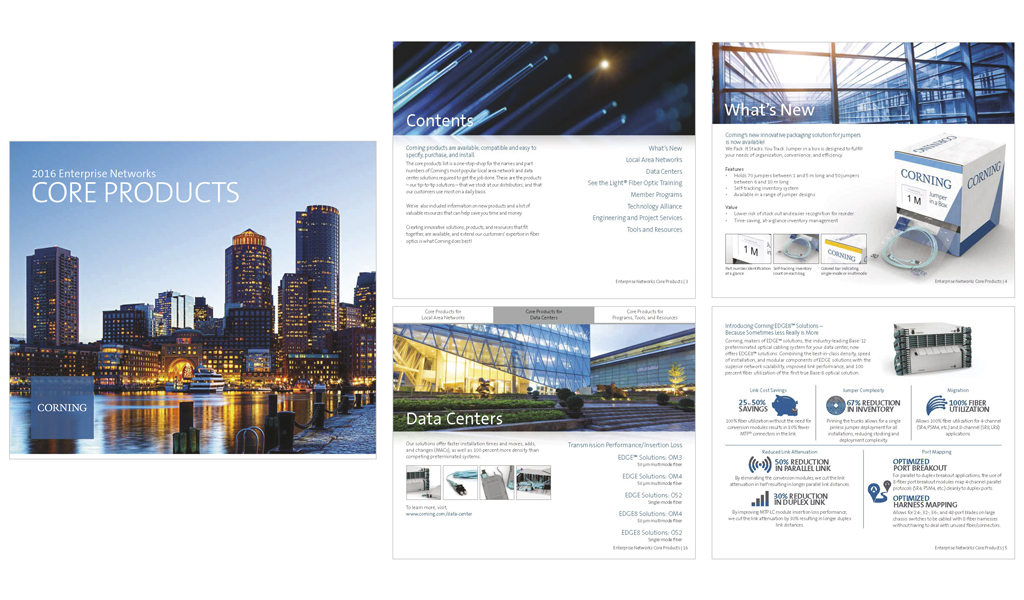 2016 Enterprise Networks
CORE PRODUCTS
CORNING
Contents
Corning products are available, compatible and easy to
specify, purchase, and install.
The core products list is a one-stop-shop for the names and part
numbers of Corning's most popular local area network and data
center solutions required to get the job done. These are the products
– our tip-to-tip solutions – that we stock at our distributors, and that
our customers use most on a daily basis.
We've also included information on new products and a list of
valuable resources that can help save you time and money.
Creating innovative solutions, products, and resources that fit
together, are available, and extend our customers' expertise in fiber
optics is what Corning does best!
What's New
Local Area Networks
Data Centers
See the Light® Fiber Optic Training
Member Programs
Technology Alliance
Engineering and Project Services
Tools and Resources
Enterprise Networks Core Products | 3
What's New
Corning's new innovative packaging solution for jumpers
is now available!
We Pack. It Stacks. You Track. Jumper in a box is designed to fulfill
your needs of organization, convenience, and efficiency.
Features
• Holds 70 jumpers between 1 and 5 m long and 50 jumpers
between 6 and 10 m long
• Self-tracking inventory system
• Available in a range of jumper designs
Value
• Lower risk of stock out and easier recognition for reorder
• Time-saving, at-a-glance inventory management
1 M
CORNING
Part number identification
at a glance
Self-tracking inventory
count on each bag
Colored bar indicating
single-mode vs multimode
CORNING
CORNING
1 M
Jumper
in a Box
Enterprise Networks Core Products | 4
Core Products for
Local Area Networks
Core Products for
Data Centers
Core Products for
Programs, Tools, and Resources
Data Centers
Our solutions offer faster installation times and moves, adds,
and changes (MACs), as well as 100 percent more density than
competing preterminated systems.
To learn more, visit,
www.corning.com/data-center
Transmission Performance/Insertion Loss
EDGE™ Solutions: OM3
50 µm multimode fiber
EDGE Solutions: OM4
50 µm multimode fiber
EDGE Solutions: OS2
Single-mode fiber
EDGE8 Solutions: OM4
50 µm multimode fiber
EDGE8 Solutions: OS2
Single-mode fiber
Enterprise Networks Core Products | 16
Introducing Corning EDGE8™ Solutions –
Because Sometimes Less Really is More
Corning, makers of EDGE™ solutions, the industry-leading Base-12
preterminated optical cabling system for your data center, now
offers EDGE8™ solutions. Combining the best-in-class density, speed
of installation, and modular components of EDGE solutions with the
superior network scalability, improved link performance, and 100
percent fiber utilization of the first true Base-8 optical solution.
Link Cost Savings
25–50%
SAVINGS
100% fiber utilization without the need for
conversion modules results in 50% fewer
MTP® connectors in the link
Jumper Complexity
67% REDUCTION
IN INVENTORY
Pinning the trunks allows for a single
pinless jumper deployment for all
installations, reducing stocking and
deployment complexity.
Migration
100% FIBER
UTILIZATION
Allows 100% fiber utilization for 4-channel
(SR4, PSM4, etc.) and 8-channel (SR8, LR8)
applications.
Reduced Link Attenuation
50% REDUCTION
IN PARALLEL LINK
By eliminating the conversion modules, we cut the link
attenuation in half resulting in longer parallel link distances.
30% REDUCTION
IN DUPLEX LINK
By improving MTP-LC module insertion loss performance,
we cut the link attenuation by 30% resulting in longer duplex
link distances
Port Mapping
OPTIMIZED
PORT BREAKOUT
For parallel to duplex breakout applications, the use of
8-fiber port breakout modules map 4-channel parallel
protocols (SR4, PSM4, etc.) cleanly to duplex ports.
OPTIMIZED
HARNESS MAPPING
Allows for 24-, 32-, 36-, and 48-port blades on large
chassis switches to be cabled with 8-fiber harnesses
without having to deal with unused fiber/connectors.
Enterprise Networks Core Products | 5